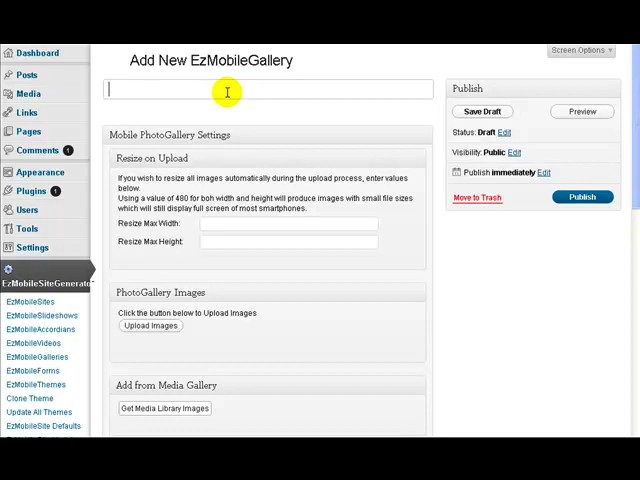 Dashboard
Posts
Media
Links
Pages
Comments 1
Appearance
Plugins 1
Users
Tools
Settings
EzMobileSiteGenerato
EzMobileSites
EzMobileSlideshows
EzMobileAccordians
EzMobileVideos
EzMobileGalleries
EzMobileForms
EzMobileThemes
Clone Theme
Update All Themes
EzMobileSite Defaults
Screen Options
Add New EzMobileGallery
Mobile PhotoGallery Settings
Resize on Upload
If you wish to resize all images automatically during the upload process, enter values
below.
Using a value of 480 for boh width and height will produce images with small file sizes
which will still display full screen of most smartphones.
Resize Max Width:
Resize Max Height:
PhotoGallery Images
Click the button below to Upload Images
Upload Images
Add from Media Gallery
Get Media Library Images
Publish
Save Draft
Preview
Status: Draft Edit
Visibility: Public Edit
Publish immediately Edit
Move to Trash
Publish